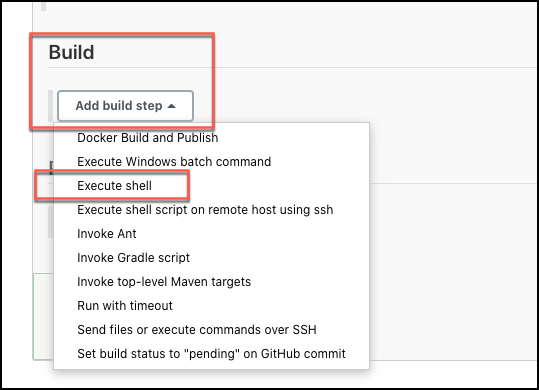 Build
Add build step
Docker Build and Publish
Execute Windows batch command
Execute shell
Execute shell script on remote host using ssh
Invoke Ant
Invoke Gradle script
Invoke top-level Maven targets
Run with timeout
Send files or execute commands over SSH
Set build status to "pending" on GitHub commit